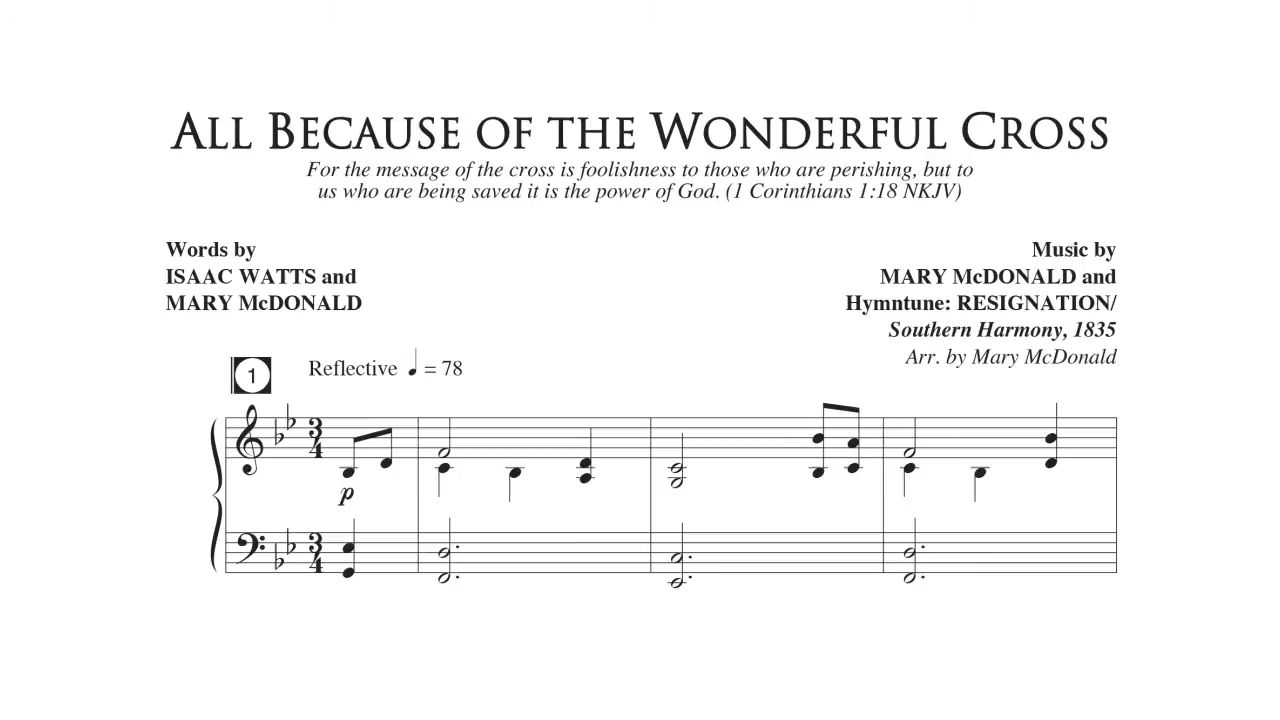 ALL BECAUSE OF THE WONDERFUL CROSS
For the message of the cross is foolishness to those who are perishing, but to
us who are being saved it is the power of God. (1 Corinthians 1:18 NKJV)
Words by
ISAAC WATTS and
MARY McDONALD
Music by
MARY McDONALD and
Hymntune: RESIGNATION/
Southern Harmony, 1835
Arr. by Mary McDonald
1
Reflective ♩ = 78
3
4
p
3
4